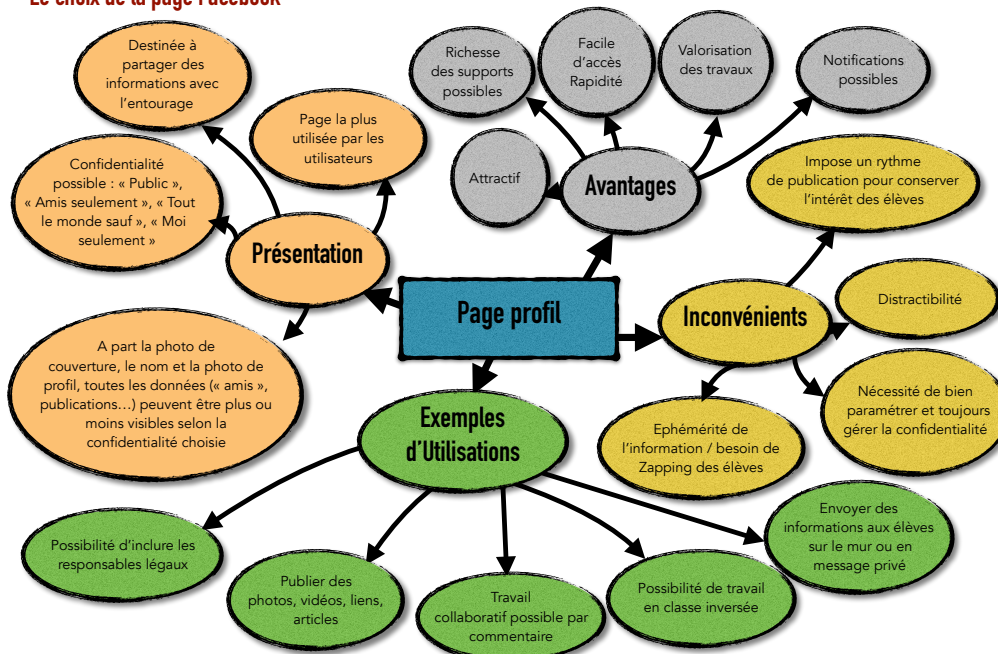 Le choix de la page Facebook
Destinée à
partager des
informations avec
l'entourage
Page la plus
utilisée par les
utilisateurs
Confidentialité
possible : « Public »,
« Amis seulement », « Tout
le monde sauf », « Moi
seulement »
Présentation
A part la photo de
couverture, le nom et la photo de
profil, toutes les données (« amis »,
publications…) peuvent être plus ou
moins visibles selon la
confidentialité choisie
Richesse
des supports
possibles
Facile
d'accès
Rapidité
Valorisation
des travaux
Notifications
possibles
Attractif
Avantages
Page profil
Impose un rythme
de publication pour conserver
l'intérêt des élèves
Inconvénients
Distractibilité
Nécessité de bien
paramétrer et toujours
gérer la confidentialité
Ephémérité de
l'information / besoin de
Zapping des élèves
Exemples
d'Utilisations
Possibilité d'inclure les
responsables légaux
Publier des
photos, vidéos, liens,
articles
Travail
collaboratif possible par
commentaire
Possibilité de travail
en classe inversée
Envoyer des
informations aux élèves
sur le mur ou en
message privé